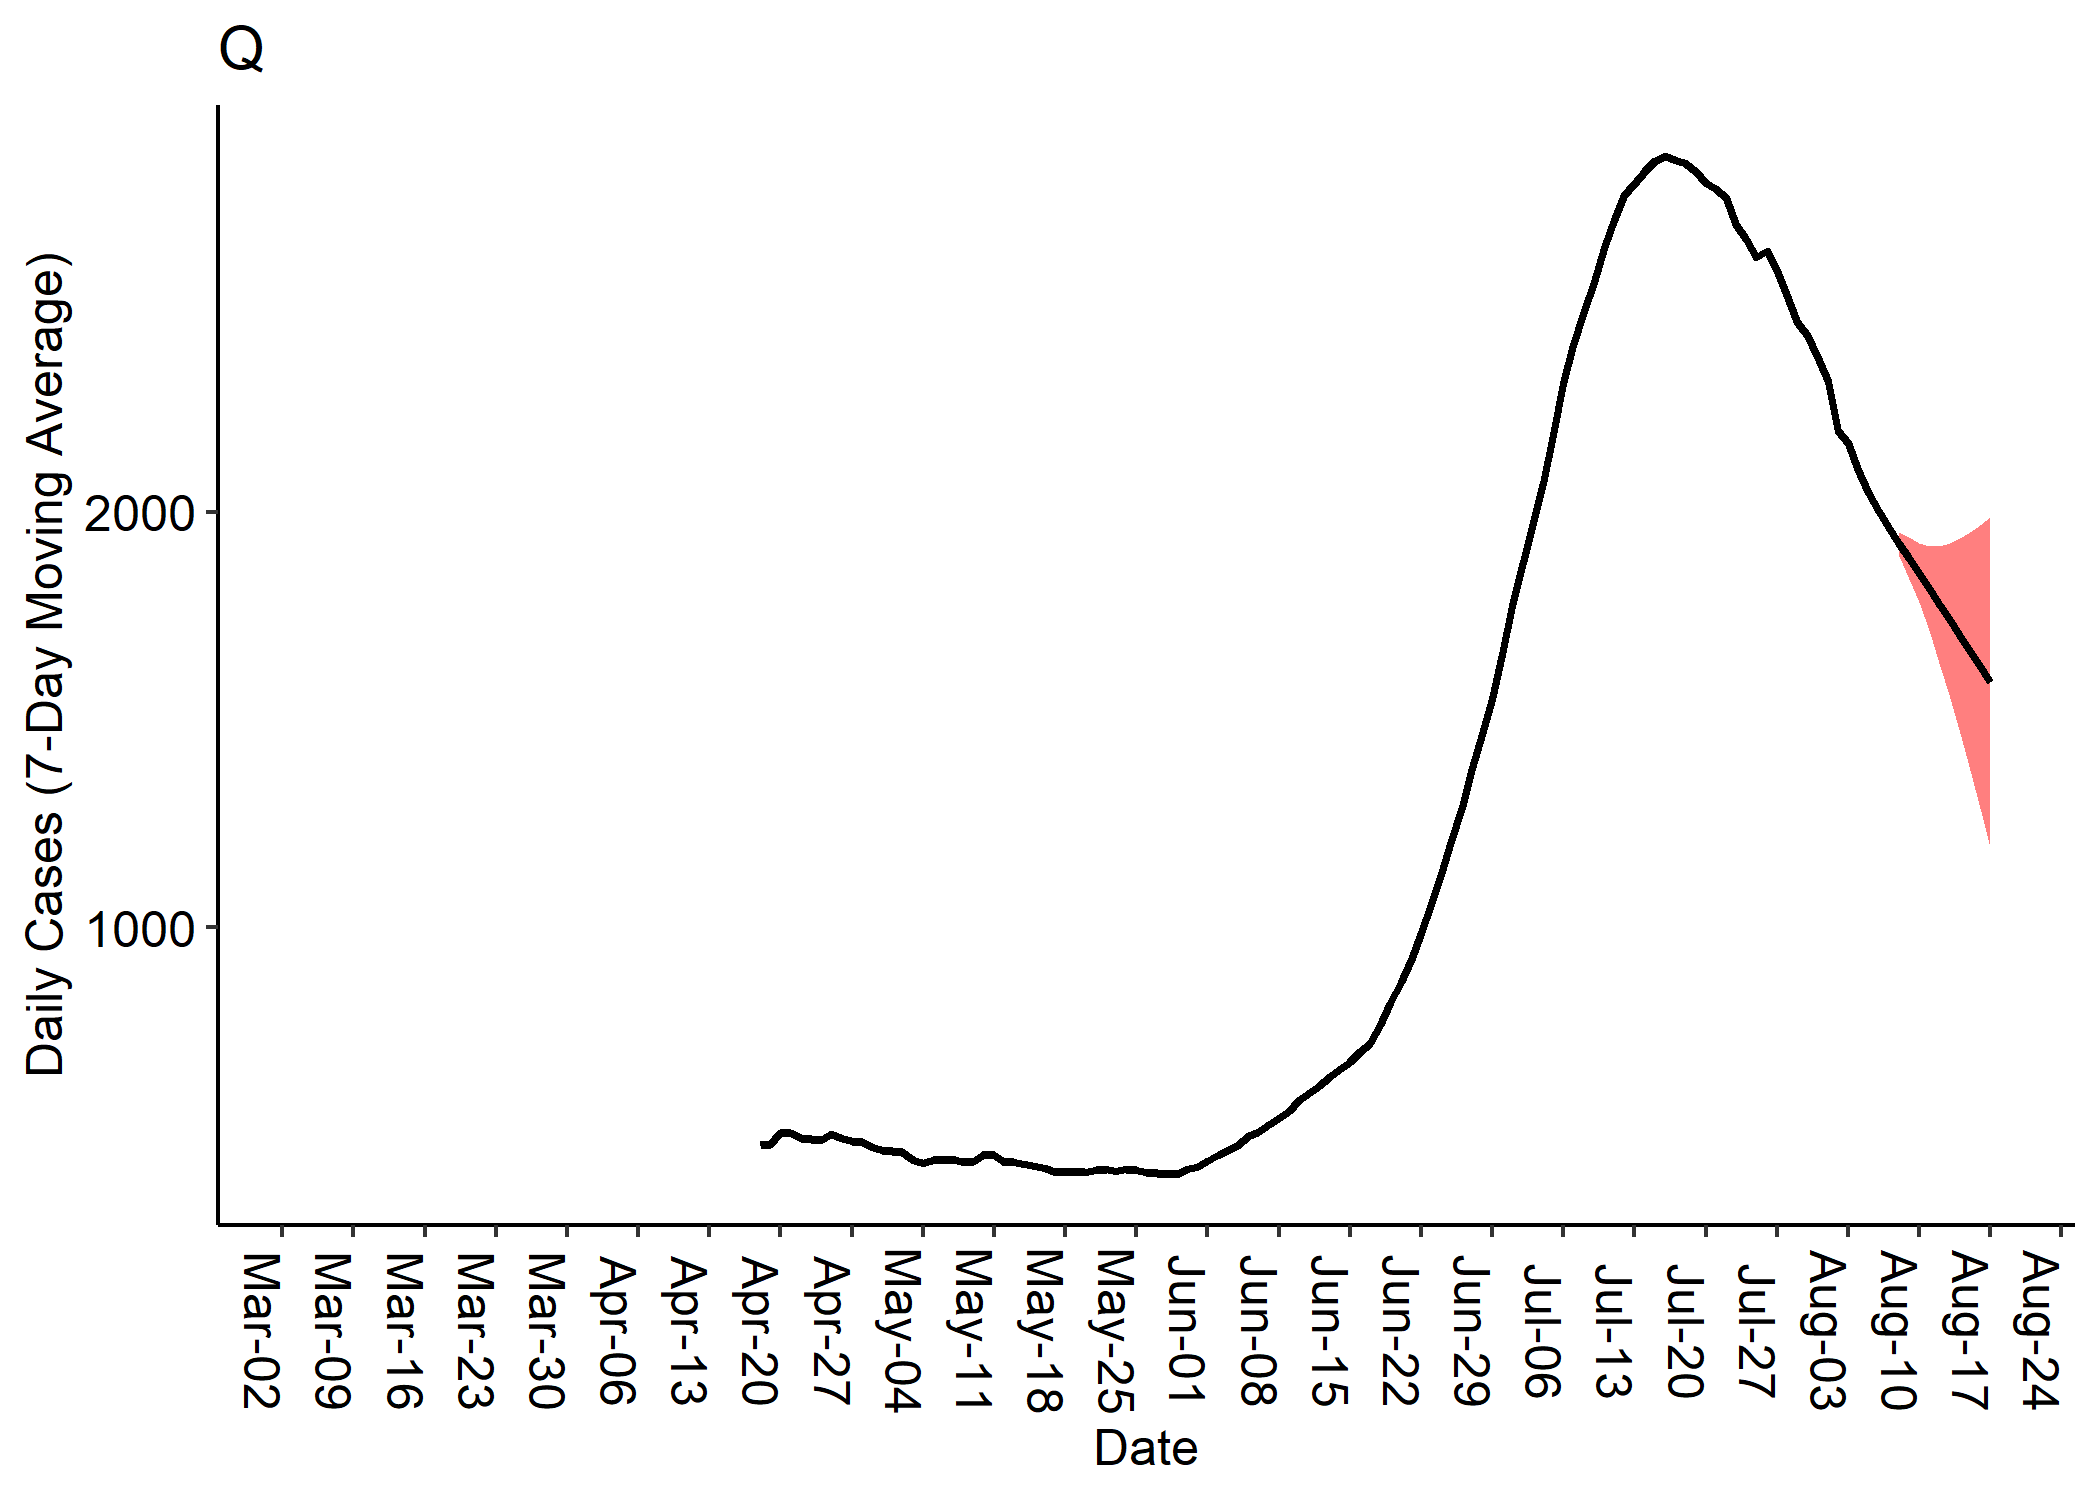 Q
Daily Cases (7-Day Moving Average)
2000
1000
Mar-02
Mar-09
Mar-16
Mar-23
Mar-30
Apr-06
Apr-13
Apr-20
Apr-27
May-04
May-11
May-18
May-25
Jun-01
Jun-08
Jun-15
Jun-22
Jun-29
Jul-06
Jul-13
Jul-20
Jul-27
Aug-03
Aug-10
Aug-17
Aug-24
Date